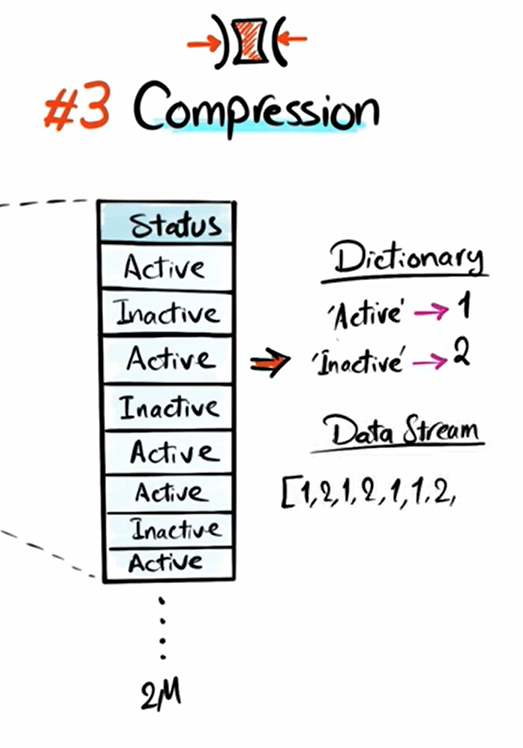 #3 Compression
Status
Active
Inactive
Active
Inactive
Active
Active
Inactive
Active
2M
Dictionary
'Active' → 1
'Inactive' → 2
Data Stream
[1,2,1,2,1,1,2,